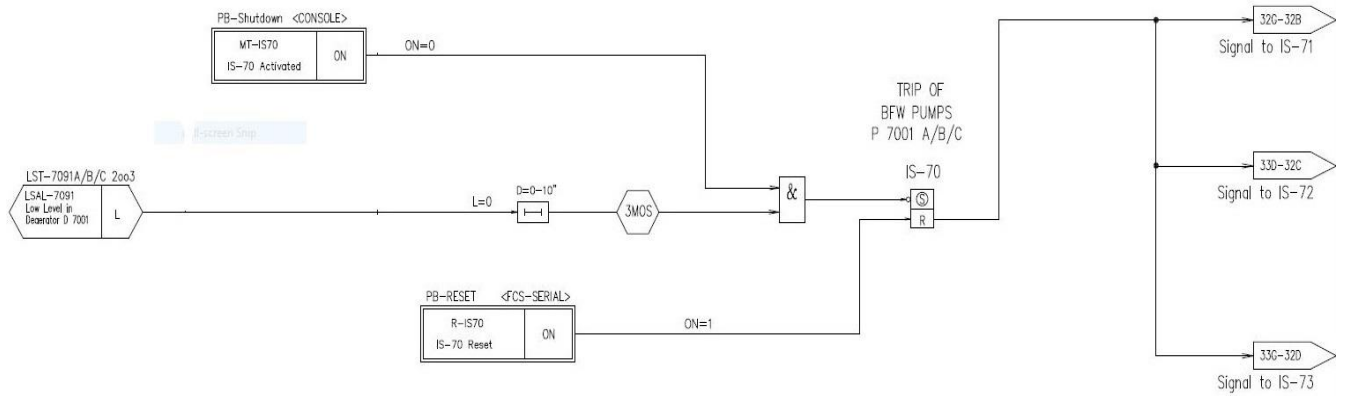 PB-Shutdown <CONSOLE>
MT-IS70
IS-70 Activated
ON
ON=0
32G-32B
Signal to IS-71
TRIP OF
BFW PUMPS
P 7001 A/B/C
IS-70
S
R
&
33D-32C
Signal to IS-72
LST-7091A/B/C 2oo3
LSAL-7091
Low Level in
Deaerator D 7001
L
L=0
D=0-10"
3MOS
PB-RESET <FCS-SERIAL>
R-IS70
IS-70 Reset
ON
ON=1
33G-32D
Signal to IS-73